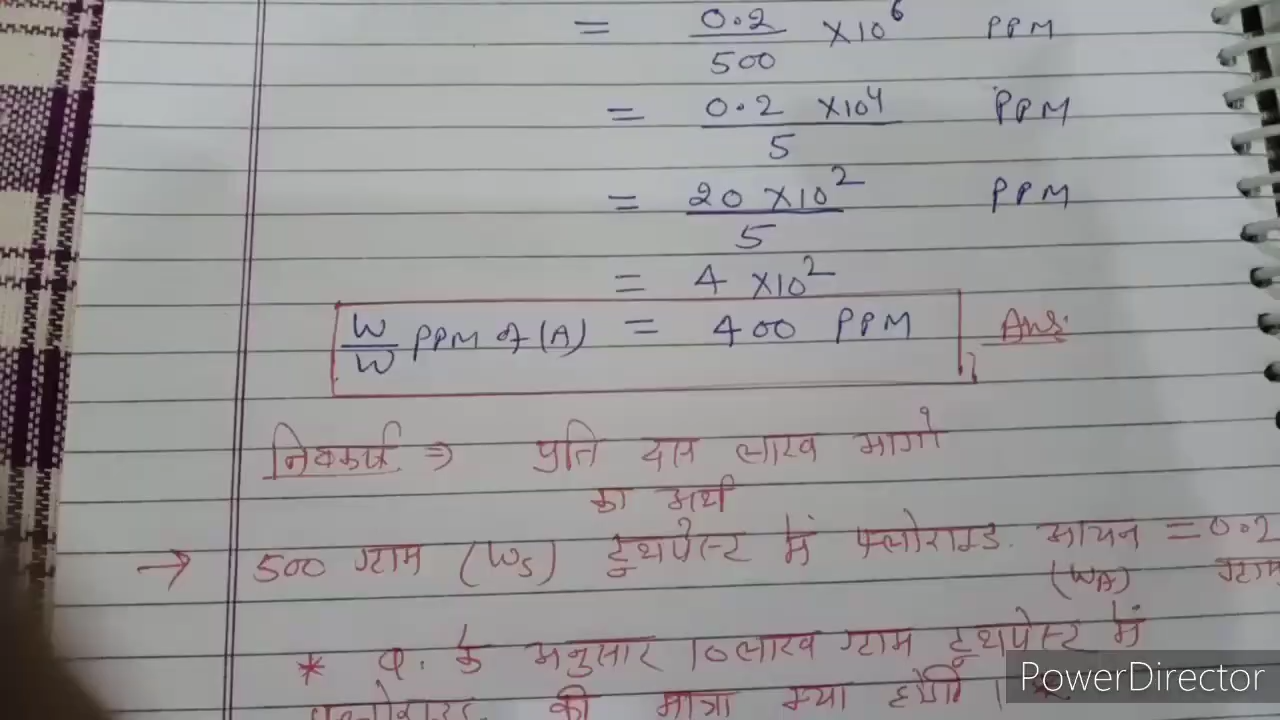 = 0.2/500 ×10⁶ PPM
= 0.2 ×10⁴/5 PPM
= 20 ×10²/5 PPM
= 4 ×10²
W/W PPM of (A) = 400 PPM Ans.
निष्कर्ष ⇒ प्रति दस लाख भागो
का अर्थ
→ 500 ग्राम (Ws) टूथपेस्ट में फ्लोराइड आयन = 0.2
(WA) ग्राम
* Q. के अनुसार 10 लाख ग्राम टूथपेस्ट में
की मात्रा क्या होगी।
PowerDirector